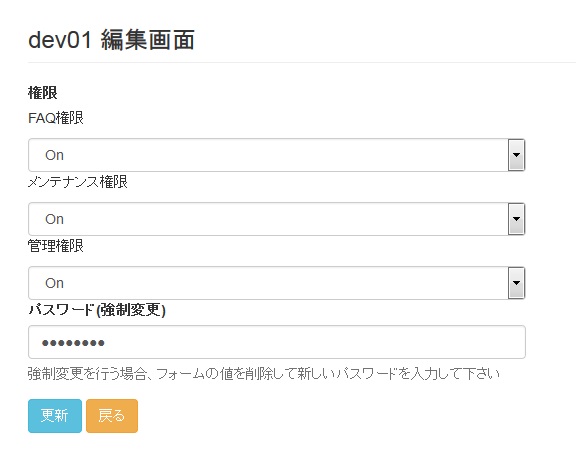 dev01 編集画面
権限
FAQ権限
On
メンテナンス権限
On
管理権限
On
パスワード(強制変更)
●●●●●●●●
強制変更を行う場合、フォームの値を削除して新しいパスワードを入力して下さい
更新 戻る